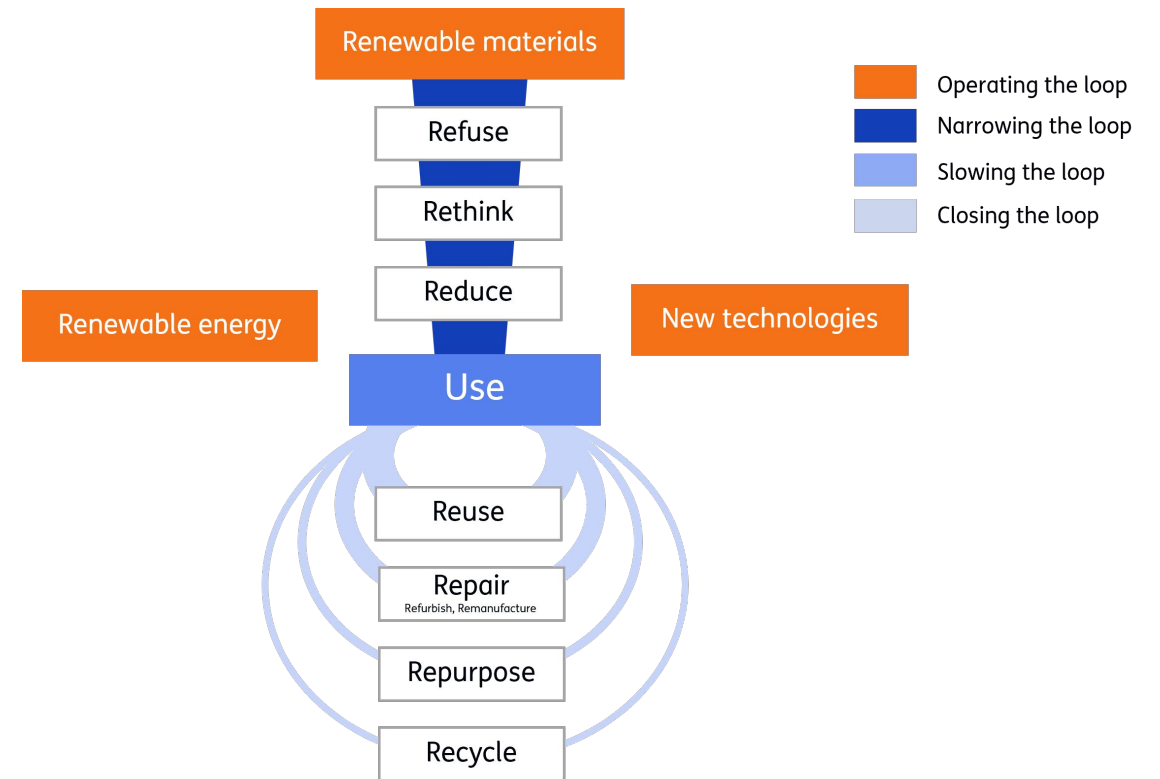 Renewable materials
Refuse
Rethink
Reduce
Renewable energy
New technologies
Use
Reuse
Repair
Refurbish, Remanufacture
Repurpose
Recycle
Operating the loop
Narrowing the loop
Slowing the loop
Closing the loop